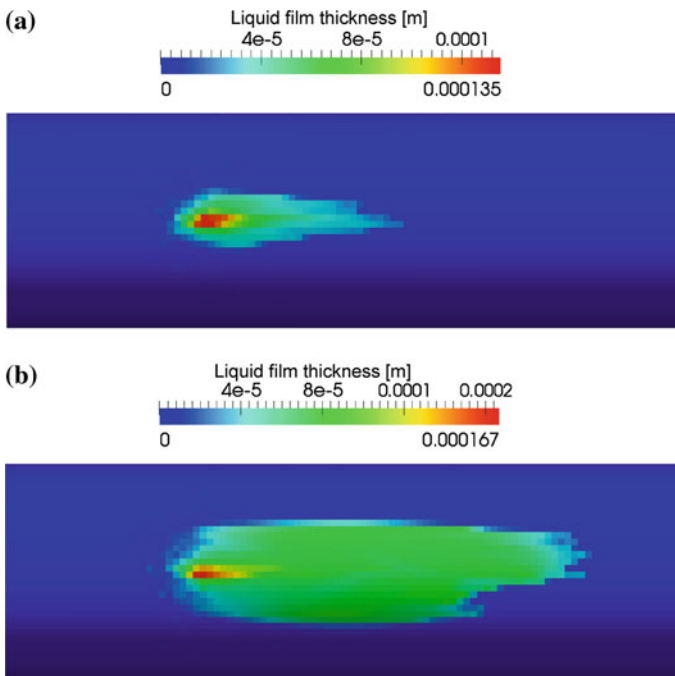 (a)
Liquid film thickness [m]
4e-5 8e-5 0.0001
0 0.000135
(b)
Liquid film thickness [m]
4e-5 8e-5 0.0001 0.0002
0 0.000167